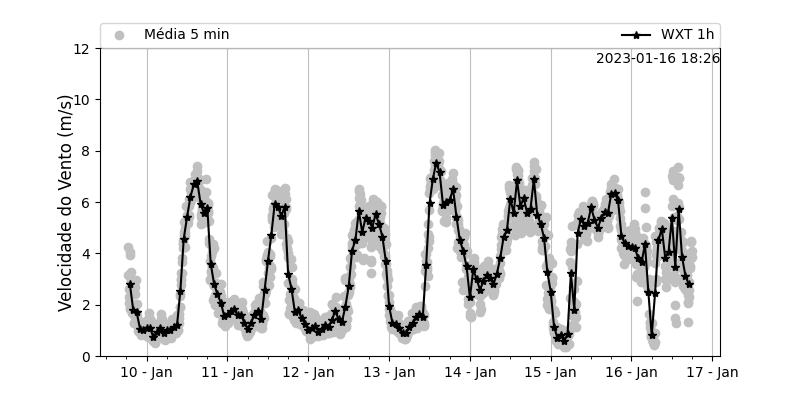 Média 5 min
WXT 1h
2023-01-16 18:26
Velocidade do Vento (m/s)
12
10
8
6
4
2
0
10 - Jan
11 - Jan
12 - Jan
13 - Jan
14 - Jan
15 - Jan
16 - Jan
17 - Jan